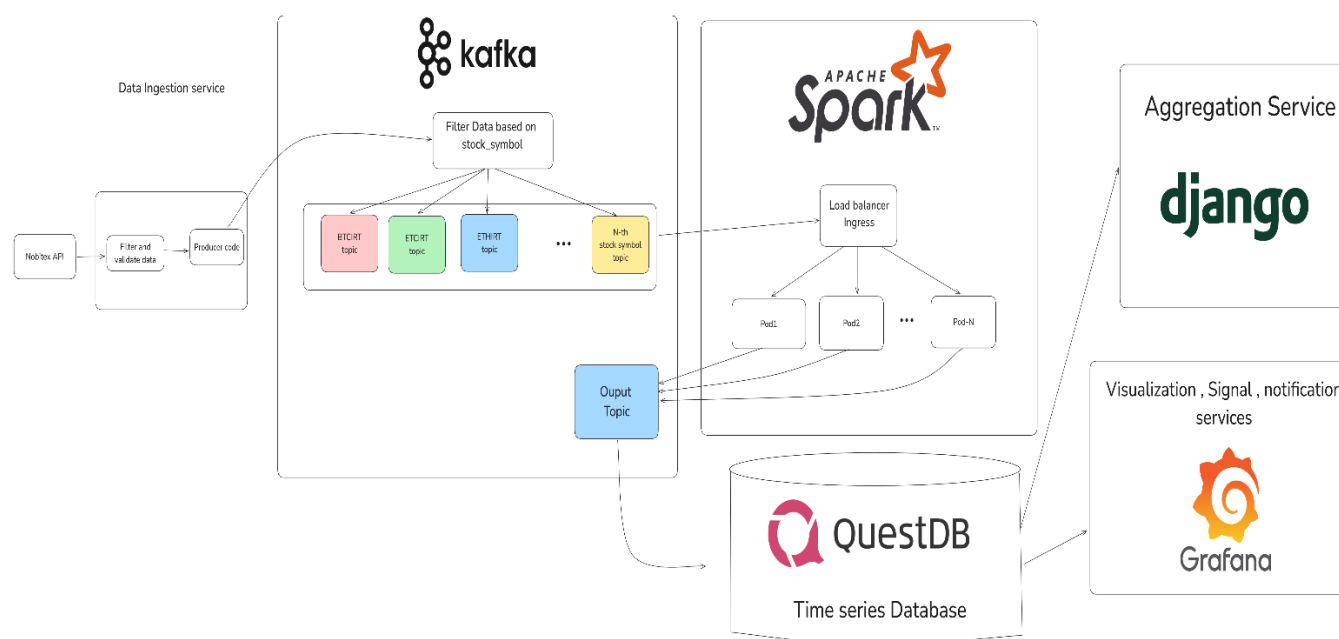 Data Ingestion service
Nobitex API
Filter and
validate data
Producer code
kafka
Filter Data based on
stock_symbol
BTCIRT
topic
ETCIRT
topic
ETHIRT
topic
•••
N-th
stock symbol
topic
Ouput
Topic
APACHE
Spark™
Load balancer
Ingress
Pod1
Pod2
•••
Pod-N
QuestDB
Time series Database
Aggregation Service
django
Visualization , Signal , notification
services
Grafana